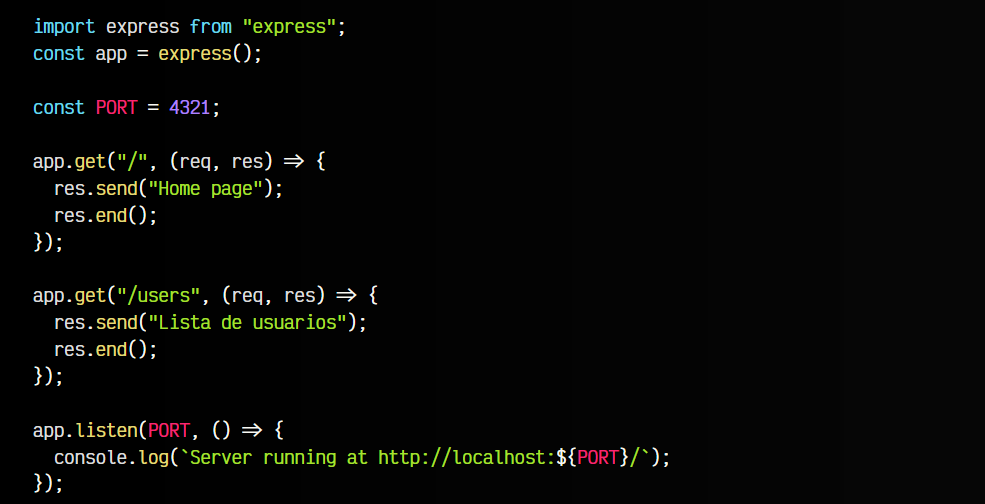 import express from "express";
const app = express();

const PORT = 4321;

app.get("/", (req, res) => {
  res.send("Home page");
  res.end();
});

app.get("/users", (req, res) => {
  res.send("Lista de usuarios");
  res.end();
});

app.listen(PORT, () => {
  console.log(`Server running at http://localhost:${PORT}/`);
});